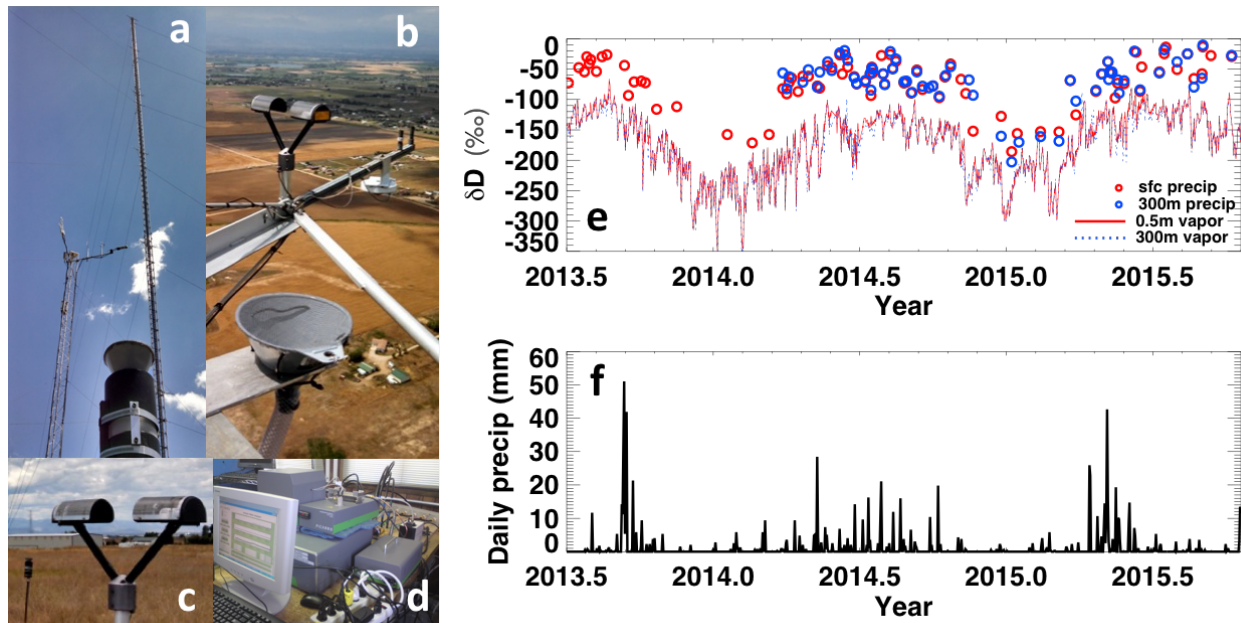 a
b
c
d
0
-50
-100
-150
-200
-250
-300
-350
δD (‰)
e
sfc precip
300m precip
0.5m vapor
300m vapor
2013.5 2014.0 2014.5 2015.0 2015.5
Year
60
50
40
30
20
10
0
Daily precip (mm)
f
2013.5 2014.0 2014.5 2015.0 2015.5
Year